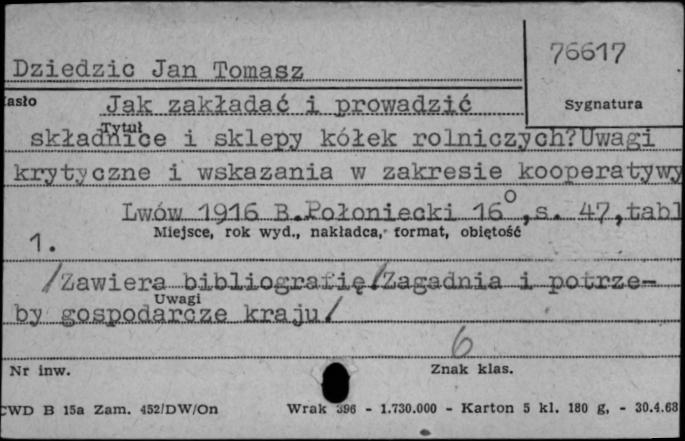 76617
Dziedzic Jan Tomasz
asło Jak zakładać i prowadzić Sygnatura
Tytuł
składnice i sklepy kółek rolniczych?Uwagi
krytyczne i wskazania w zakresie kooperatywy
Lwów 1916 B.Połoniecki 16°,s. 47,tabl
Miejsce, rok wyd., nakładca, format, objętość
1.
/Zawiera bibliografię/Zagadnia i potrze-
Uwagi
by gospodarcze kraju/
6
Nr inw. Znak klas.
CWD B 15a Zam. 452/DW/On Wrak 396 - 1.730.000 - Karton 5 kl. 180 g, - 30.4.68